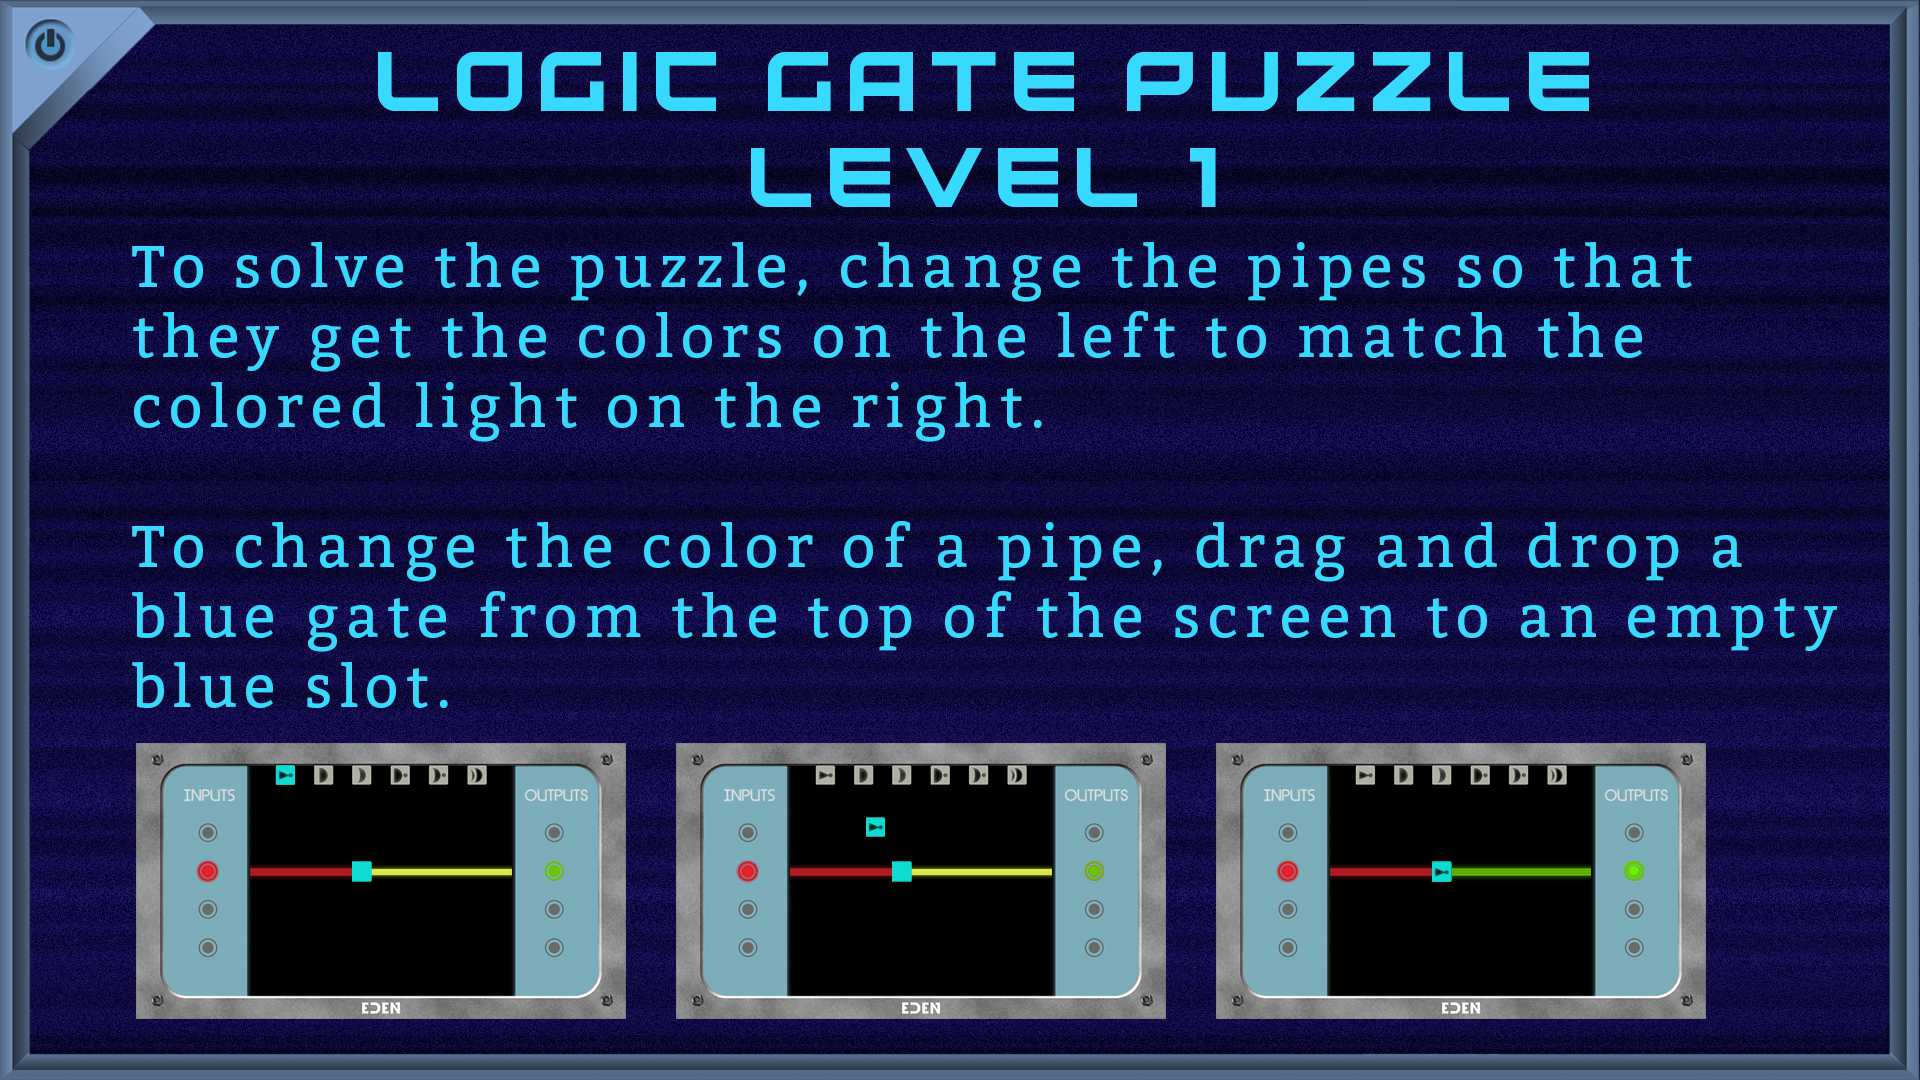 LOGIC GATE PUZZLE
LEVEL 1
To solve the puzzle, change the pipes so that
they get the colors on the left to match the
colored light on the right.
To change the color of a pipe, drag and drop a
blue gate from the top of the screen to an empty
blue slot.
INPUTS
OUTPUTS
EDEN
INPUTS
OUTPUTS
EDEN
INPUTS
OUTPUTS
EDEN